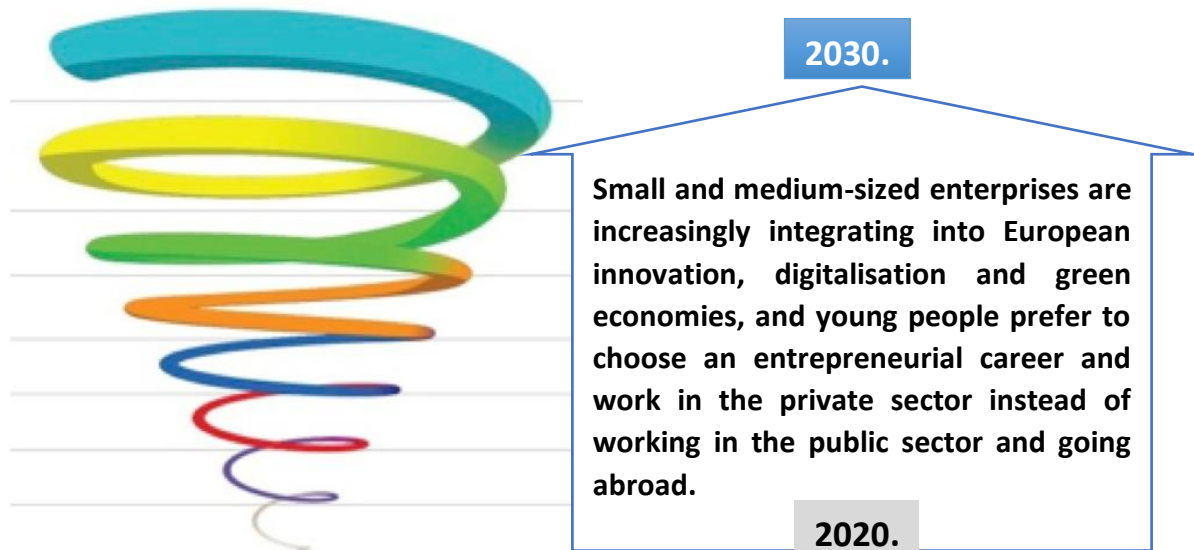 2030.
Small and medium-sized enterprises are
increasingly integrating into European
innovation, digitalisation and green
economies, and young people prefer to
choose an entrepreneurial career and
work in the private sector instead of
working in the public sector and going
abroad.
2020.